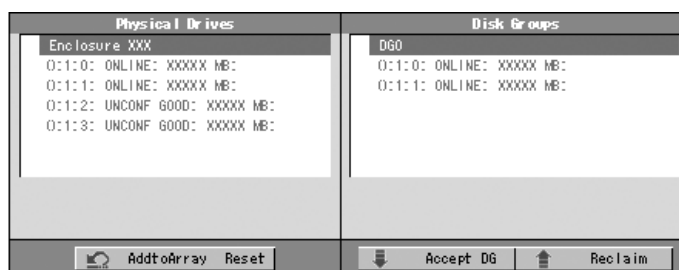 Physical Drives
Enclosure XXX
0:1:0: ONLINE: XXXXX MB:
0:1:1: ONLINE: XXXXX MB:
0:1:2: UNCONF GOOD: XXXXX MB:
0:1:3: UNCONF GOOD: XXXXX MB:
AddtoArray Reset
Disk Groups
DG0
0:1:0: ONLINE: XXXXX MB:
0:1:1: ONLINE: XXXXX MB:
Accept DG
Reclaim